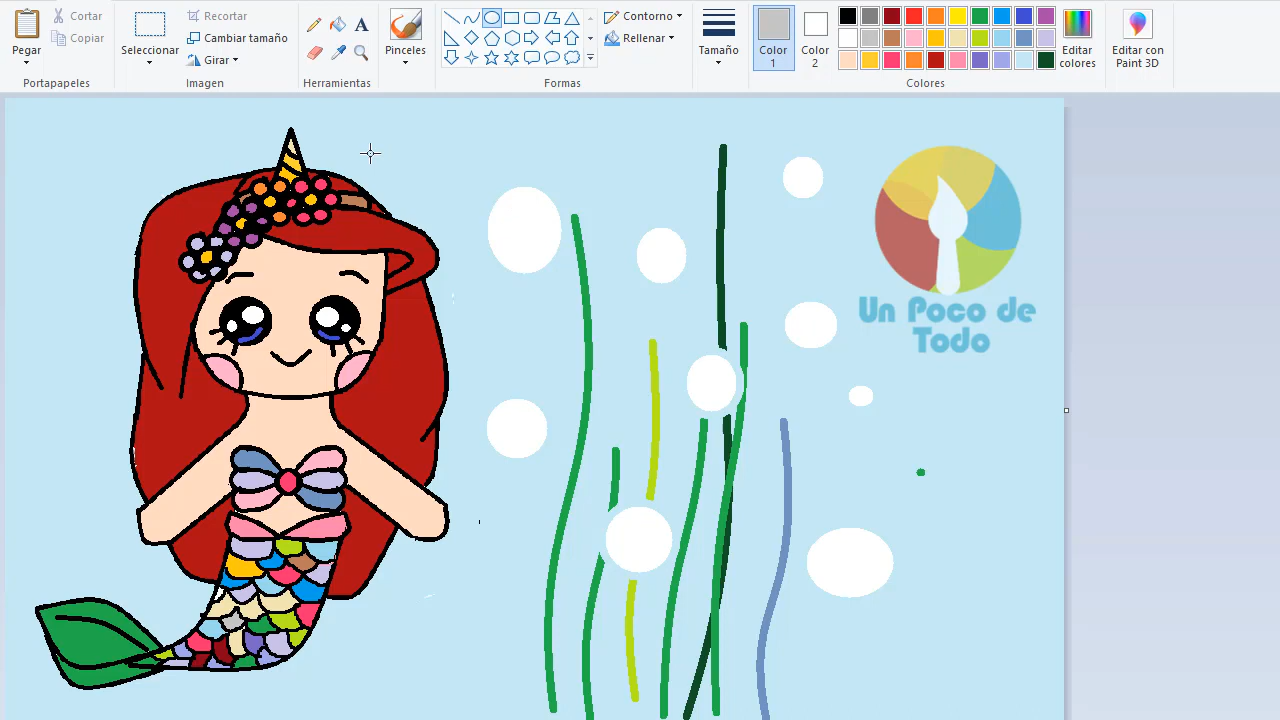 Pegar
Cortar
Copiar
Portapapeles
Seleccionar
Recortar
Cambiar tamaño
Girar
Imagen
A
Herramientas
Pinceles
Contorno
Rellenar
Formas
Tamaño
Color
1
Color
2
Editar
colores
Colores
Editar con
Paint 3D
Un Poco de
Todo